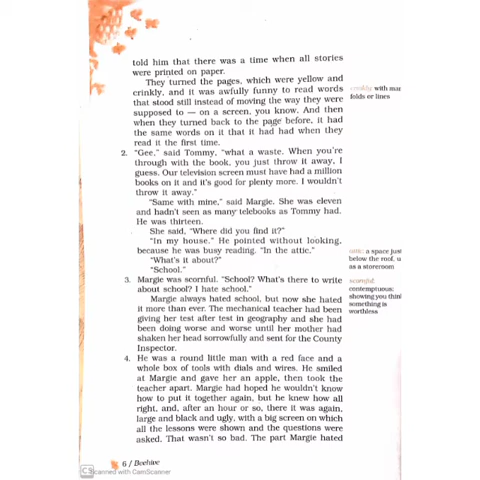 told him that there was a time when all stories
were printed on paper.
They turned the pages, which were yellow and
crinkly, and it was awfully funny to read words
that stood still instead of moving the way they were
supposed to — on a screen, you know. And then
when they turned back to the page before, it had
the same words on it that it had had when they
read it the first time.
crinkly: with many
folds or lines
2. "Gee," said Tommy, "what a waste. When you're
through with the book, you just throw it away, I
guess. Our television screen must have had a million
books on it and it's good for plenty more. I wouldn't
throw it away."
"Same with mine," said Margie. She was eleven
and hadn't seen as many telebooks as Tommy had.
He was thirteen.
She said, "Where did you find it?"
"In my house." He pointed without looking,
because he was busy reading. "In the attic."
"What's it about?"
"School."
a space just
below the roof, u
as a storeroom
3. Margie was scornful. "School? What's there to write
about school? I hate school."
Margie always hated school, but now she hated
it more than ever. The mechanical teacher had been
giving her test after test in geography and she had
been doing worse and worse until her mother had
shaken her head sorrowfully and sent for the County
Inspector.
scornful:
contemptuous;
showing you thin
something is
worthless
4. He was a round little man with a red face and a
whole box of tools with dials and wires. He smiled
at Margie and gave her an apple, then took the
teacher apart. Margie had hoped he wouldn't know
how to put it together again, but he knew how all
right, and, after an hour or so, there it was again,
large and black and ugly, with a big screen on which
all the lessons were shown and the questions were
asked. That wasn't so bad. The part Margie hated
6 / Beehive
CS Scanned with CamScanner